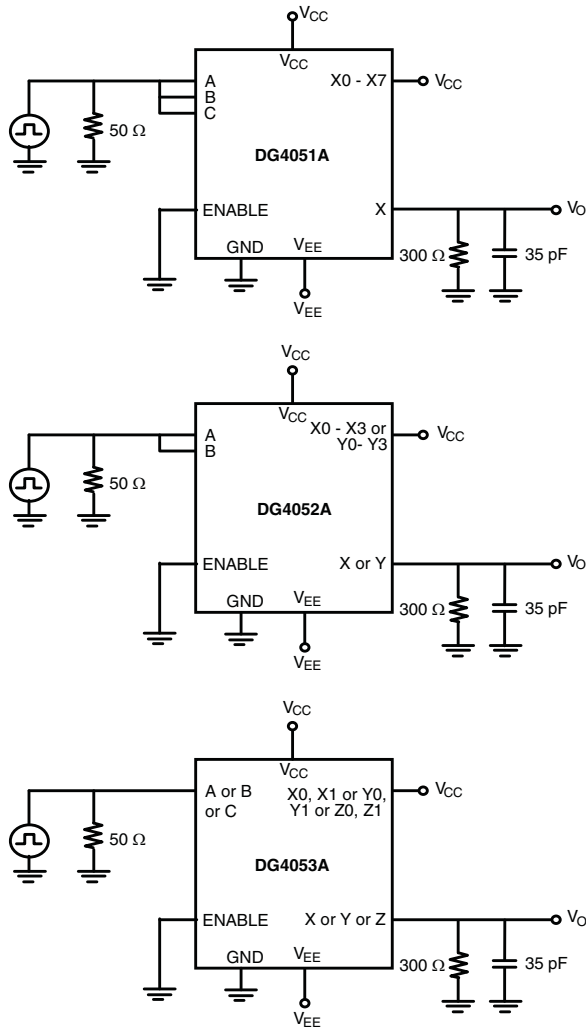 VCC
VCC
A
X0 - X7
VCC
B
C
50 Ω
DG4051A
ENABLE
X
VO
GND
VEE
300 Ω
35 pF
VEE
VCC
VCC
A
X0 - X3 or
VCC
B
Y0- Y3
50 Ω
DG4052A
ENABLE
X or Y
VO
GND
VEE
300 Ω
35 pF
VEE
VCC
VCC
A or B
X0, X1 or Y0,
VCC
or C
Y1 or Z0, Z1
50 Ω
DG4053A
ENABLE
X or Y or Z
VO
GND
VEE
300 Ω
35 pF
VEE